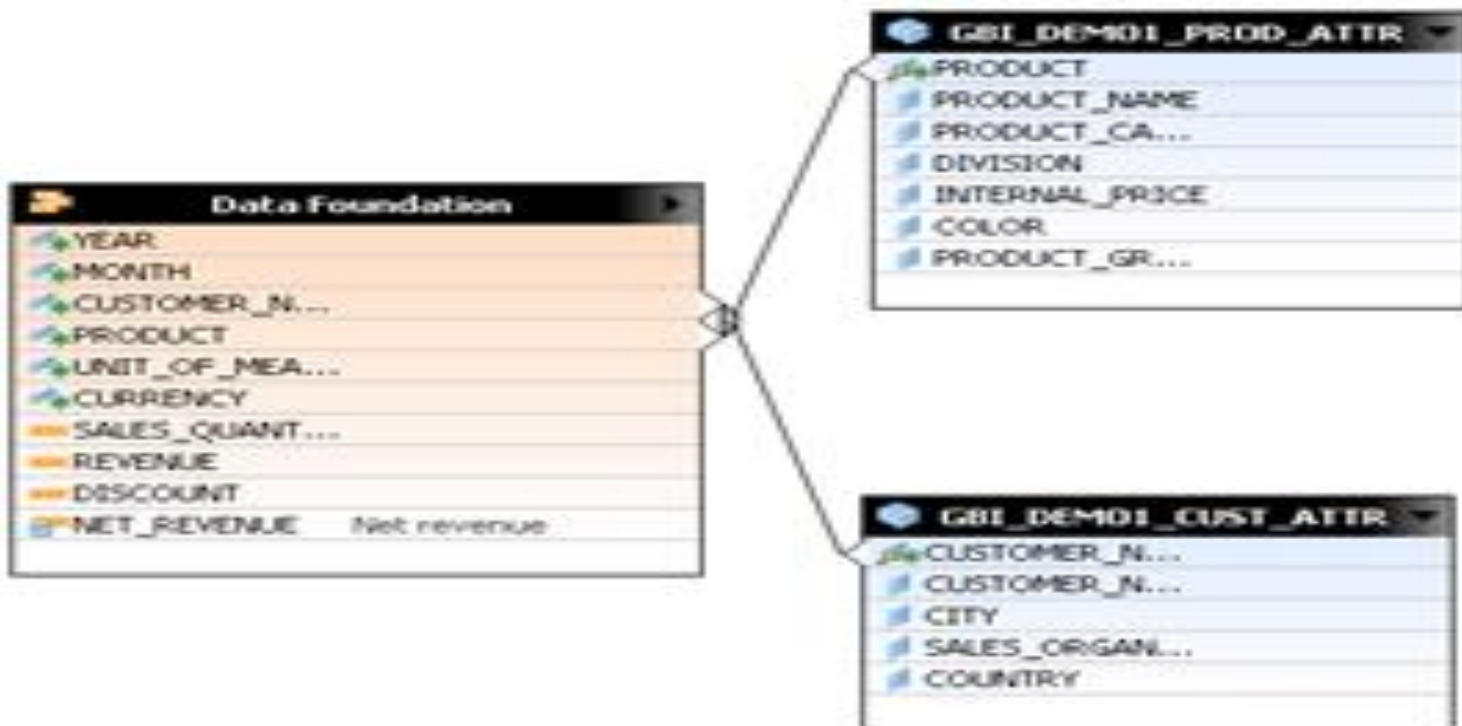 GBI_DEMO1_PROD_ATTR
PRODUCT
PRODUCT_NAME
PRODUCT_CA...
DIVISION
INTERNAL_PRICE
COLOR
PRODUCT_GR...
Data Foundation
YEAR
MONTH
CUSTOMER_N...
PRODUCT
UNIT_OF_MEA...
CURRENCY
SALES_QUANT...
REVENUE
DISCOUNT
NET_REVENUE Net revenue
GBI_DEMO1_CUST_ATTR
CUSTOMER_N...
CUSTOMER_N...
CITY
SALES_ORGAN...
COUNTRY